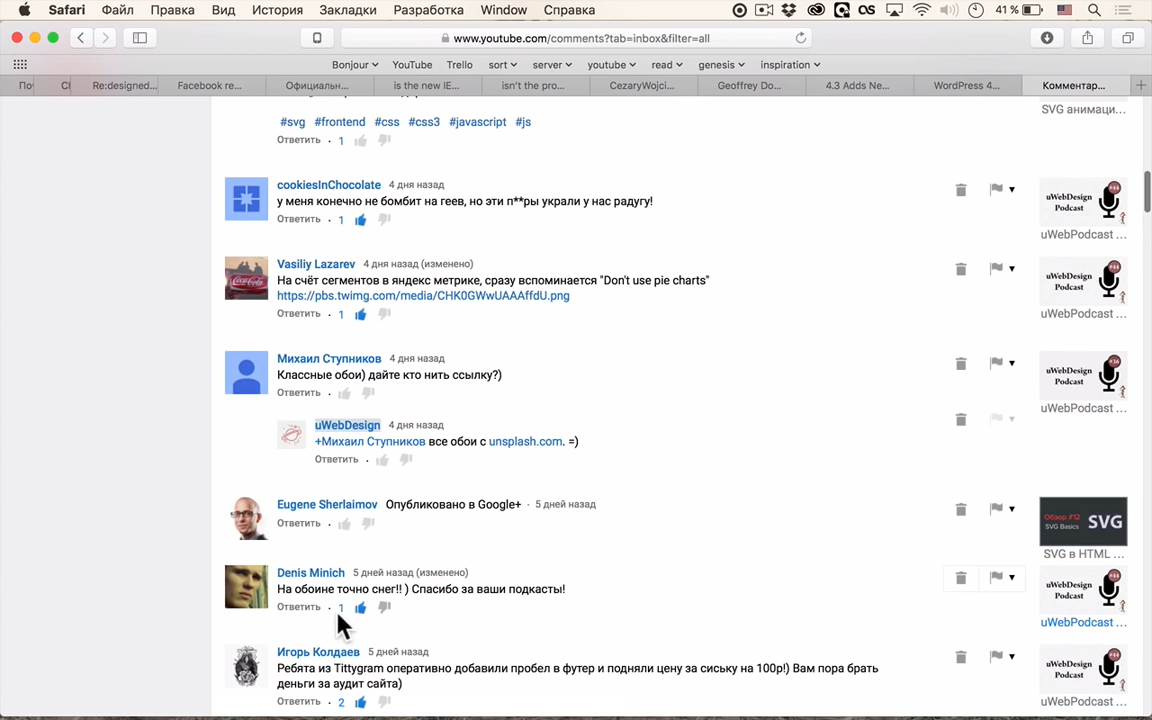 Safari Файл Правка Вид История Закладки Разработка Window Справка 41 %
www.youtube.com/comments?tab=inbox&filter=all
Bonjour YouTube Trello sort server youtube read genesis inspiration
Re:designed... Facebook re... Официальн... is the new IE... isn't the pro... CezaryWojci... Geoffrey Do... 4.3 Adds Ne... WordPress 4... Комментар...
SVG анимаци...
#svg #frontend #css #css3 #javascript #js
Ответить · 1
cookiesInChocolate 4 дня назад
у меня конечно не бомбит на геев, но эти п**ры украли у нас радугу!
Ответить · 1
uWebDesign
Podcast
#44
uWebPodcast ...
Vasiliy Lazarev 4 дня назад (изменено)
На счёт сегментов в яндекс метрике, сразу вспоминается "Don't use pie charts"
https://pbs.twimg.com/media/CHK0GWwUAAAffdU.png
Ответить · 1
uWebDesign
Podcast
#44
uWebPodcast ...
Михаил Ступников 4 дня назад
Классные обои) дайте кто нить ссылку?)
Ответить ·
uWebDesign
Podcast
#36
uWebPodcast ...
uWebDesign 4 дня назад
+Михаил Ступников все обои с unsplash.com. =)
Ответить ·
Eugene Sherlaimov Опубликовано в Google+ · 5 дней назад
Ответить ·
Обзор #12
SVG Basics
SVG
SVG в HTML ...
Denis Minich 5 дней назад (изменено)
На обоине точно снег!! ) Спасибо за ваши подкасты!
Ответить · 1
uWebDesign
Podcast
#44
uWebPodcast ...
Игорь Колдаев 5 дней назад
Ребята из Tittygram оперативно добавили пробел в футер и подняли цену за сиську на 100р!) Вам пора брать
деньги за аудит сайта)
Ответить · 2
uWebDesign
Podcast
#44
uWebPodcast ...